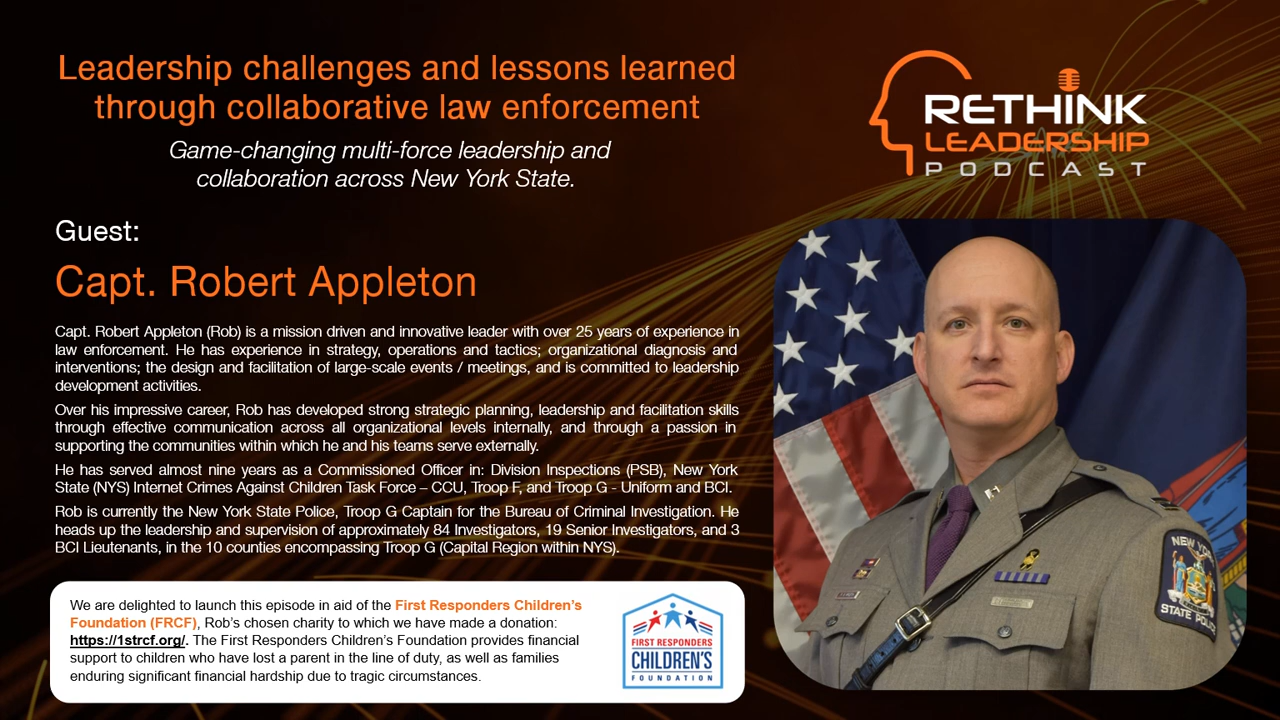 Leadership challenges and lessons learned
through collaborative law enforcement
Game-changing multi-force leadership and
collaboration across New York State.
RETHINK
LEADERSHIP
PODCAST
Guest:
Capt. Robert Appleton
Capt. Robert Appleton (Rob) is a mission driven and innovative leader with over 25 years of experience in
law enforcement. He has experience in strategy, operations and tactics; organizational diagnosis and
interventions; the design and facilitation of large-scale events / meetings, and is committed to leadership
development activities.
Over his impressive career, Rob has developed strong strategic planning, leadership and facilitation skills
through effective communication across all organizational levels internally, and through a passion in
supporting the communities within which he and his teams serve externally.
He has served almost nine years as a Commissioned Officer in: Division Inspections (PSB), New York
State (NYS) Internet Crimes Against Children Task Force – CCU, Troop F, and Troop G - Uniform and BCI.
Rob is currently the New York State Police, Troop G Captain for the Bureau of Criminal Investigation. He
heads up the leadership and supervision of approximately 84 Investigators, 19 Senior Investigators, and 3
BCI Lieutenants, in the 10 counties encompassing Troop G (Capital Region within NYS).
We are delighted to launch this episode in aid of the First Responders Children's
Foundation (FRCF), Rob's chosen charity to which we have made a donation:
https://1strcf.org/. The First Responders Children's Foundation provides financial
support to children who have lost a parent in the line of duty, as well as families
enduring significant financial hardship due to tragic circumstances.
FIRST RESPONDERS
CHILDREN'S
FOUNDATION
NEW YORK
STATE POLICE